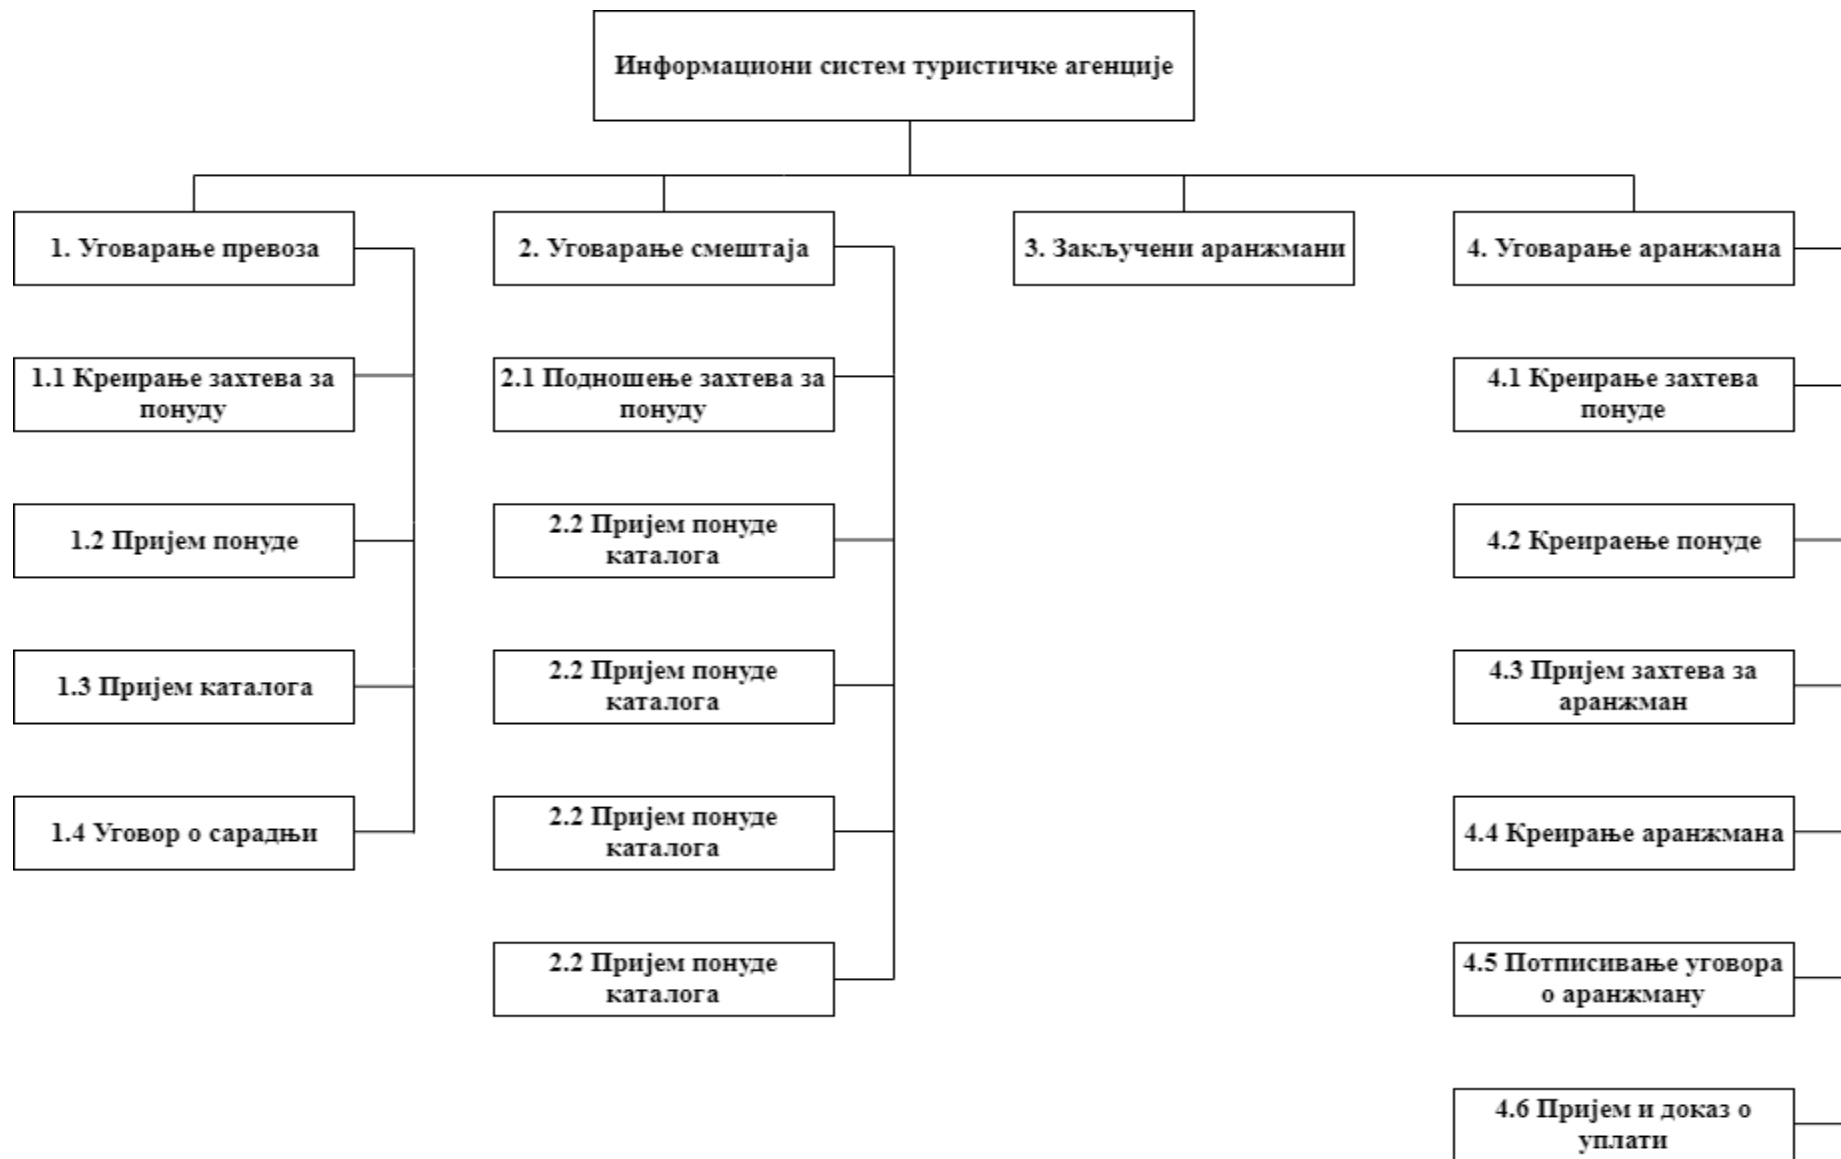 Информациони систем туристичке агенције
1. Уговарање превоза
1.1 Креирање захтева за
понуду
1.2 Пријем понуде
1.3 Пријем каталога
1.4 Уговор о сарадњи
2. Уговарање смештаја
2.1 Подношење захтева за
понуду
2.2 Пријем понуде
каталога
2.2 Пријем понуде
каталога
2.2 Пријем понуде
каталога
2.2 Пријем понуде
каталога
3. Закључени аранжмани
4. Уговарање аранжмана
4.1 Креирање захтева
понуде
4.2 Креираење понуде
4.3 Пријем захтева за
аранжман
4.4 Креирање аранжмана
4.5 Потписивање уговора
о аранжману
4.6 Пријем и доказ о
уплати